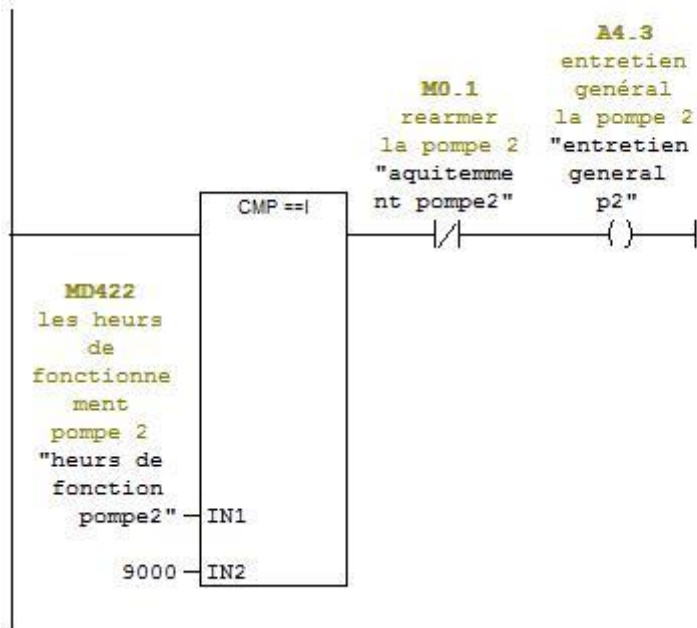 A4.3
entretien
genéral
la pompe 2
"entretien
general
p2"
M0.1
rearmer
la pompe 2
"aquitemme
nt pompe2"
CMP ==I
MD422
les heurs
de
fonctionne
ment
pompe 2
"heurs de
fonction
pompe2"
IN1
9000
IN2